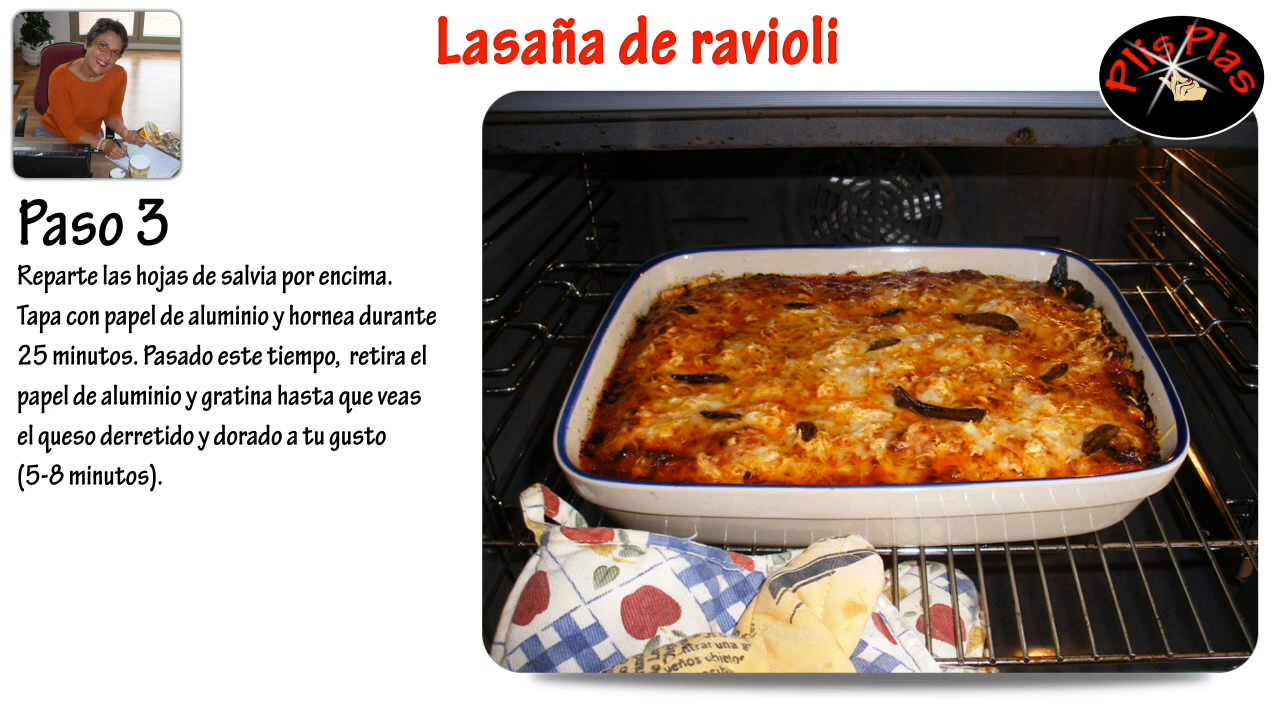 Lasaña de ravioli
Plis Plas
Paso 3
Reparte las hojas de salvia por encima.
Tapa con papel de aluminio y hornea durante
25 minutos. Pasado este tiempo, retira el
papel de aluminio y gratina hasta que veas
el queso derretido y dorado a tu gusto
(5-8 minutos).